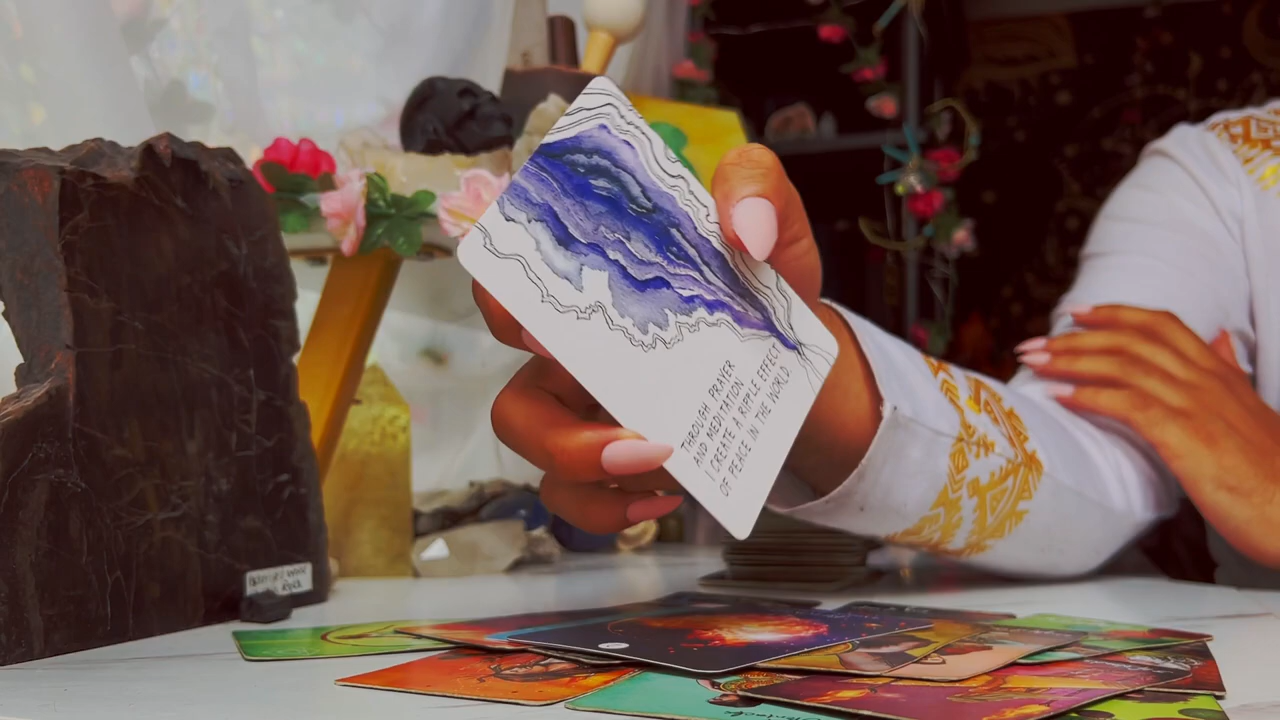 THROUGH PRAYER
AND MEDITATION
I CREATE A RIPPLE EFFECT
OF PEACE IN THE WORLD.